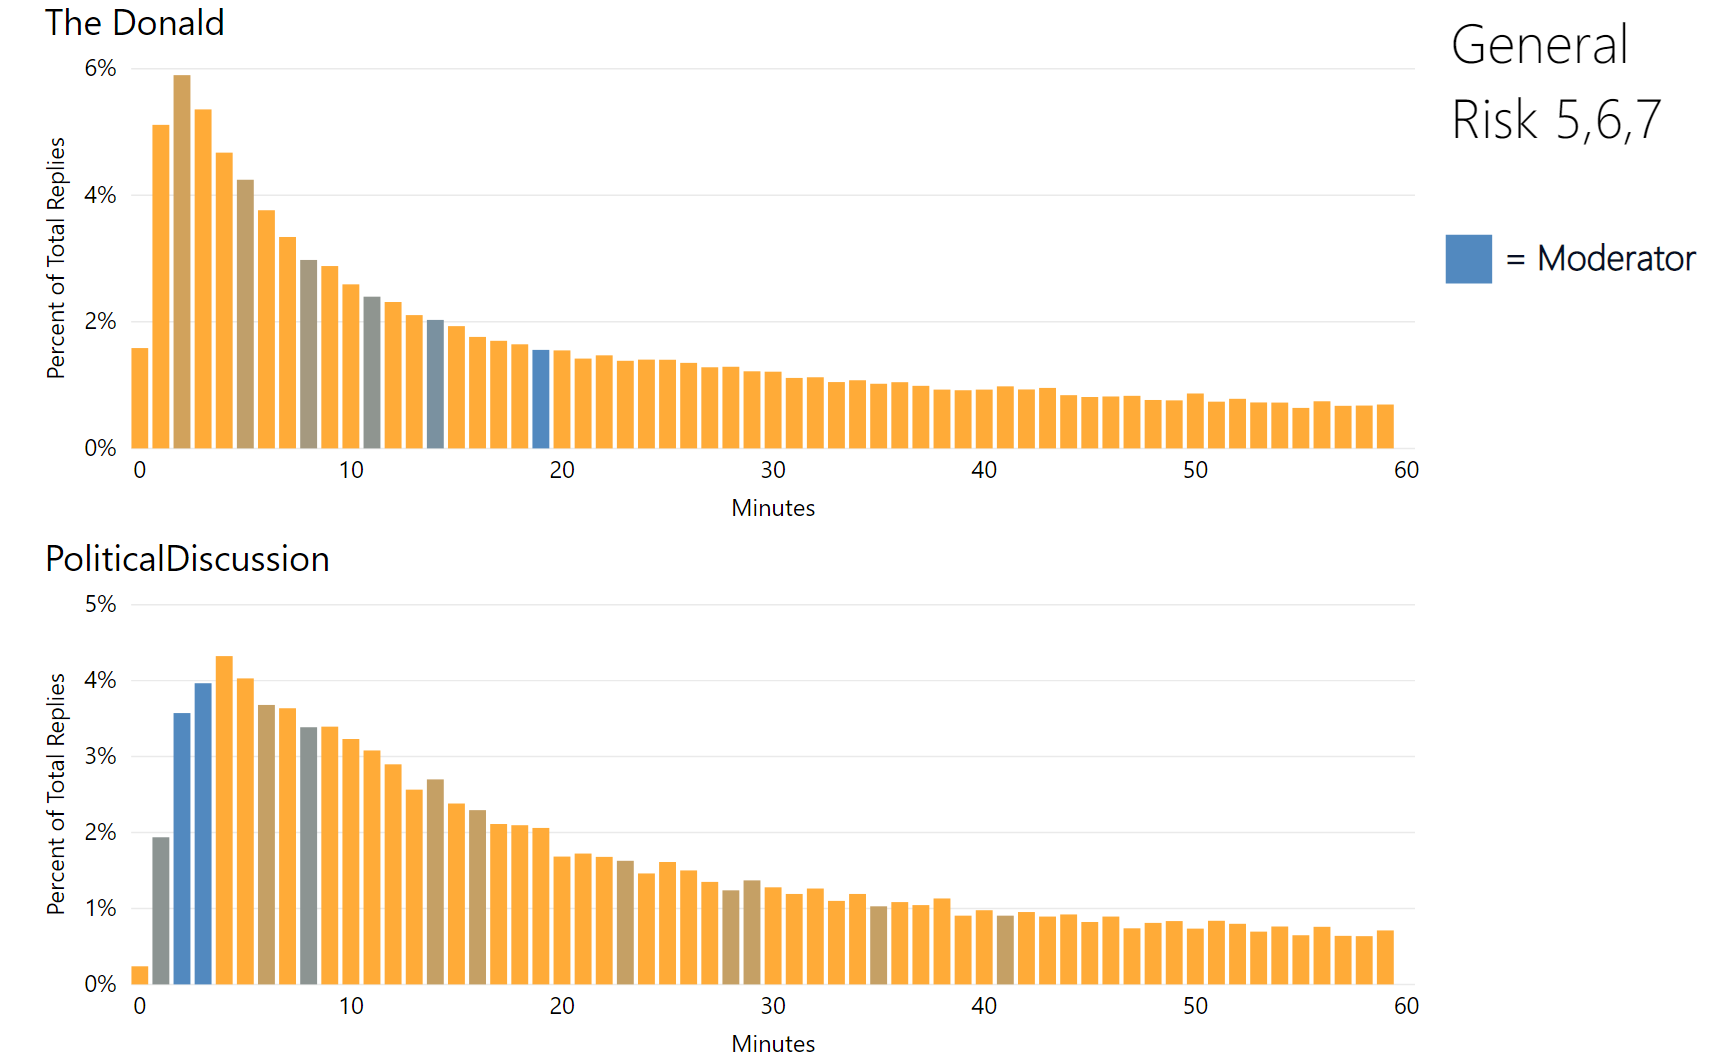 The Donald
6%
4%
2%
0%
Percent of Total Replies
0 10 20 30 40 50 60
Minutes
General
Risk 5,6,7
= Moderator
PoliticalDiscussion
5%
4%
3%
2%
1%
0%
Percent of Total Replies
0 10 20 30 40 50 60
Minutes